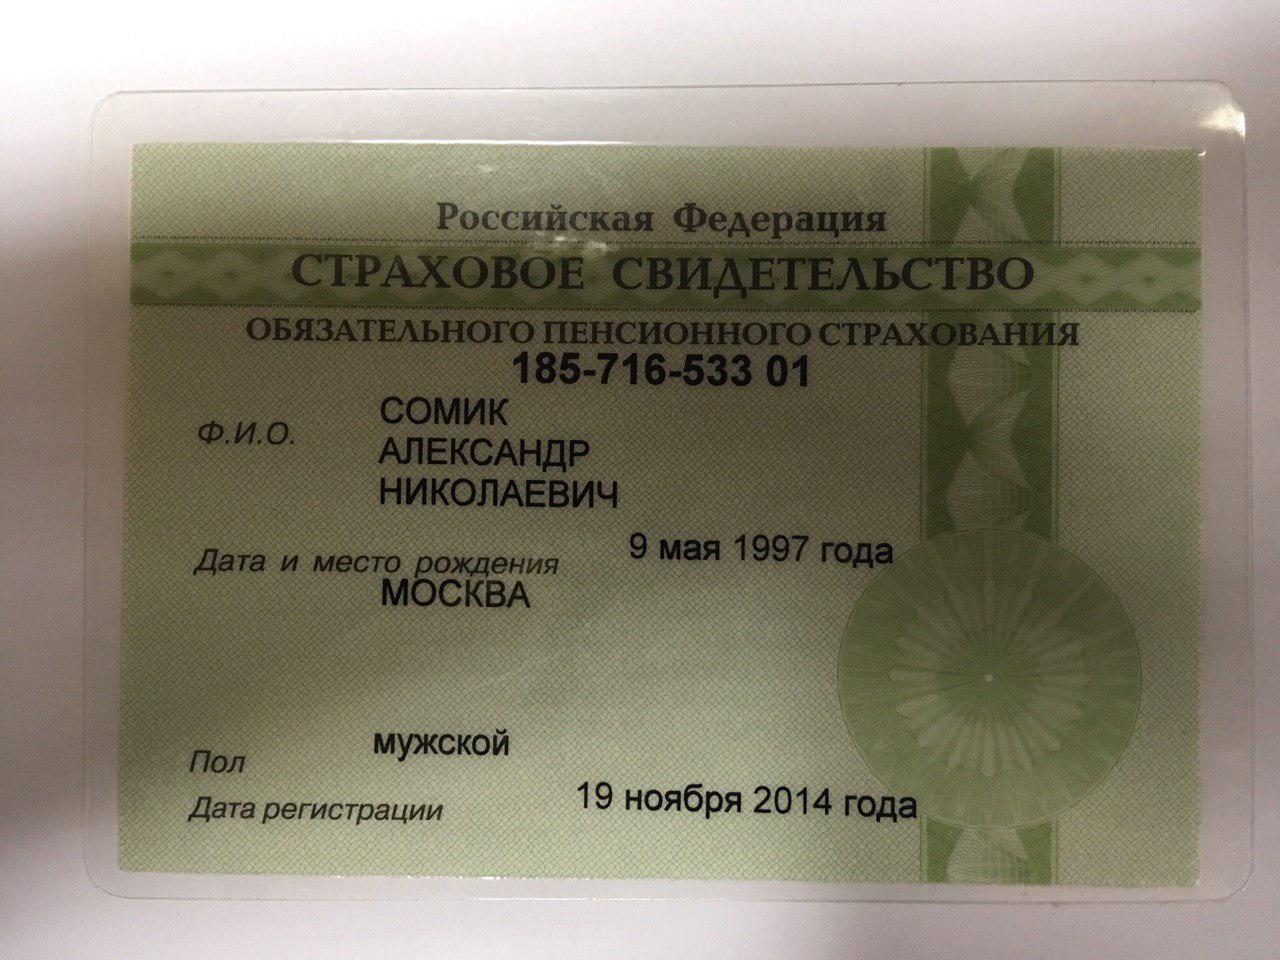 Российская Федерация
СТРАХОВОЕ СВИДЕТЕЛЬСТВО
ОБЯЗАТЕЛЬНОГО ПЕНСИОННОГО СТРАХОВАНИЯ
185-716-533 01
Ф.И.О.
СОМИК
АЛЕКСАНДР
НИКОЛАЕВИЧ
Дата и место рождения 9 мая 1997 года
МОСКВА
Пол мужской
Дата регистрации 19 ноября 2014 года